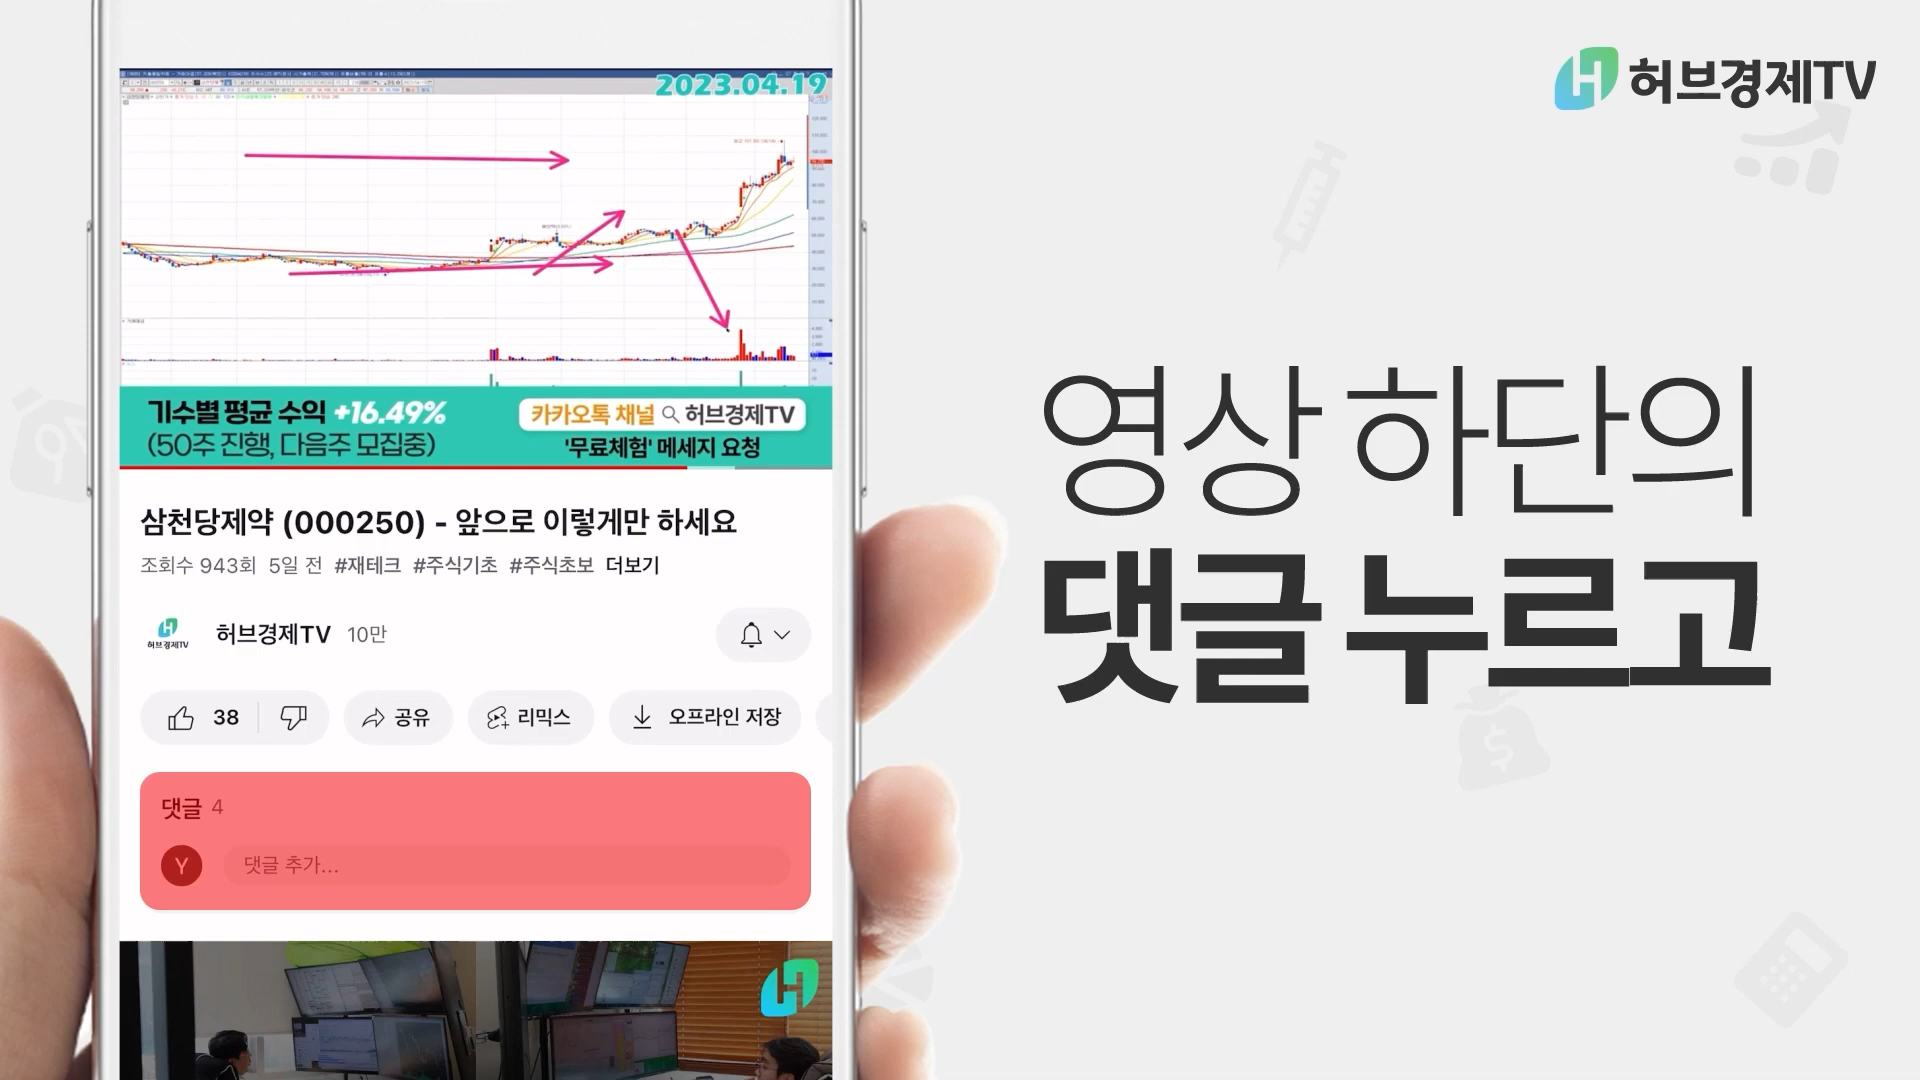 허브경제TV
2023.04.19
기수별 평균 수익 +16.49%
(50주 진행, 다음주 모집중)
카카오톡 채널 허브경제TV
'무료체험' 메세지 요청
삼천당제약 (000250) - 앞으로 이렇게만 하세요
조회수 943회 5일 전 #재테크 #주식기초 #주식초보 더보기
허브경제TV
허브경제TV 10만
38
공유
리믹스
오프라인 저장
댓글 4
Y
댓글 추가...
영상 하단의
댓글 누르고